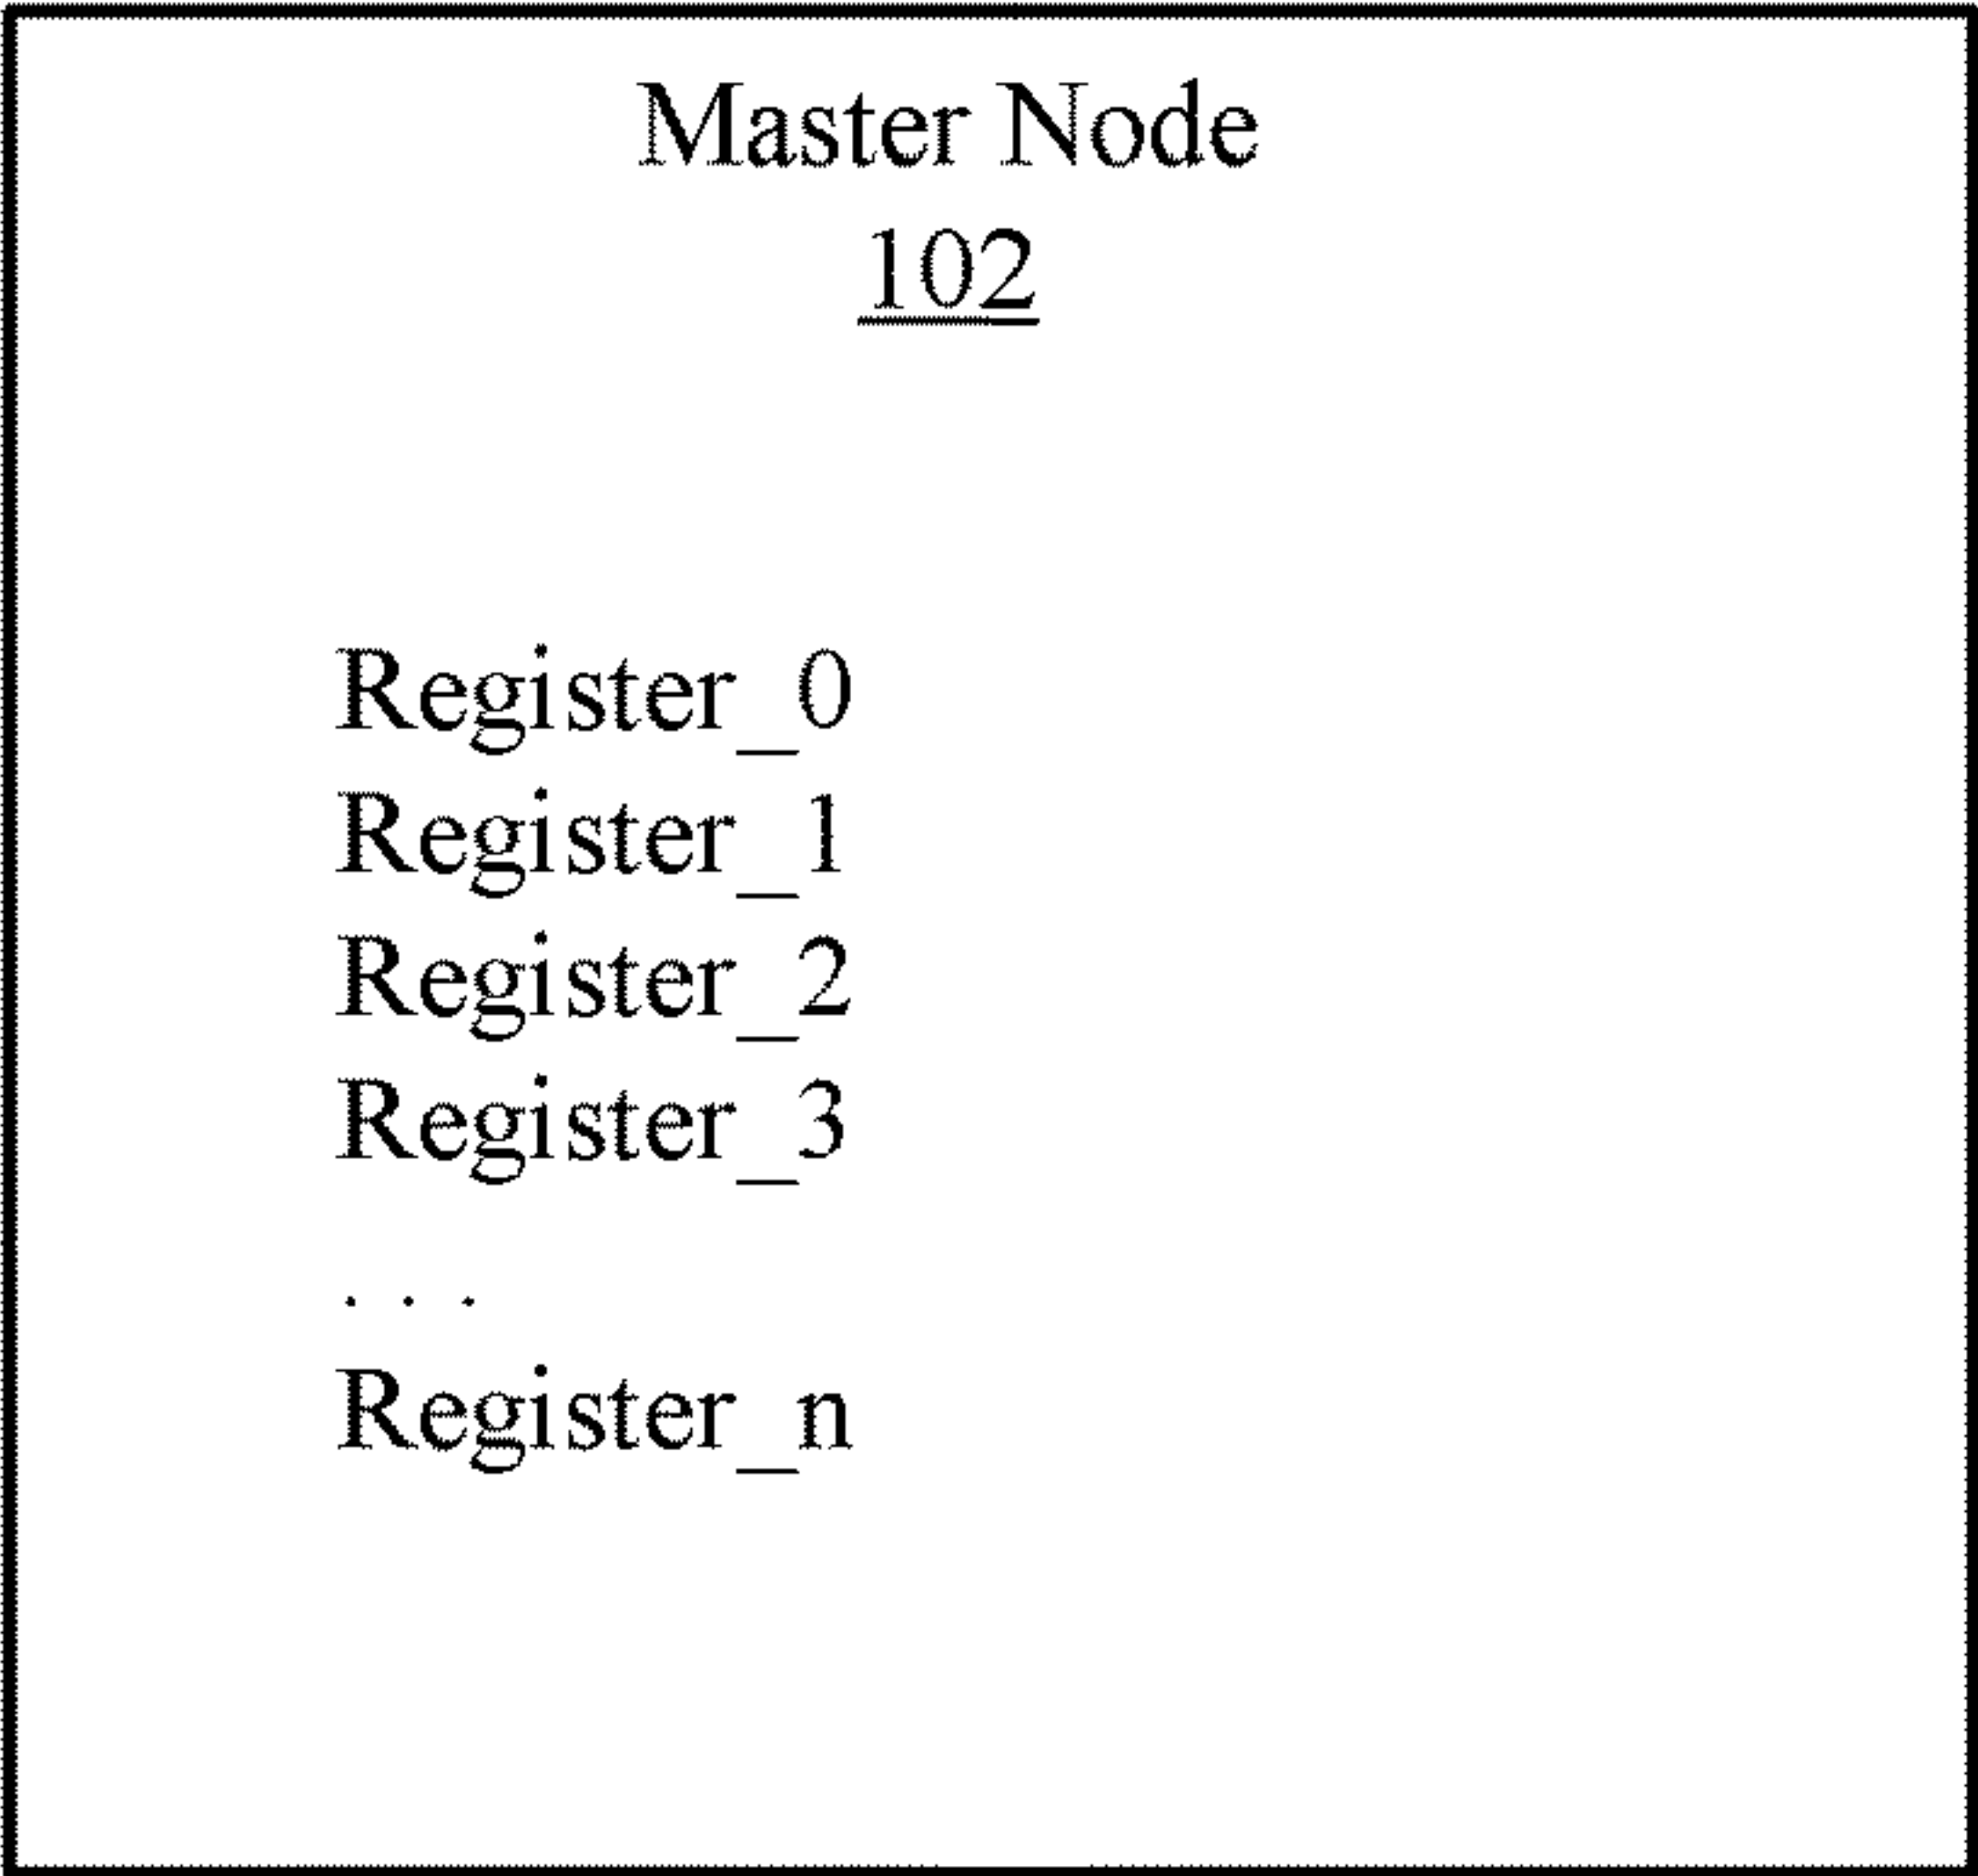 Master Node
102
Register_0
Register_1
Register_2
Register_3
. . .
Register_n